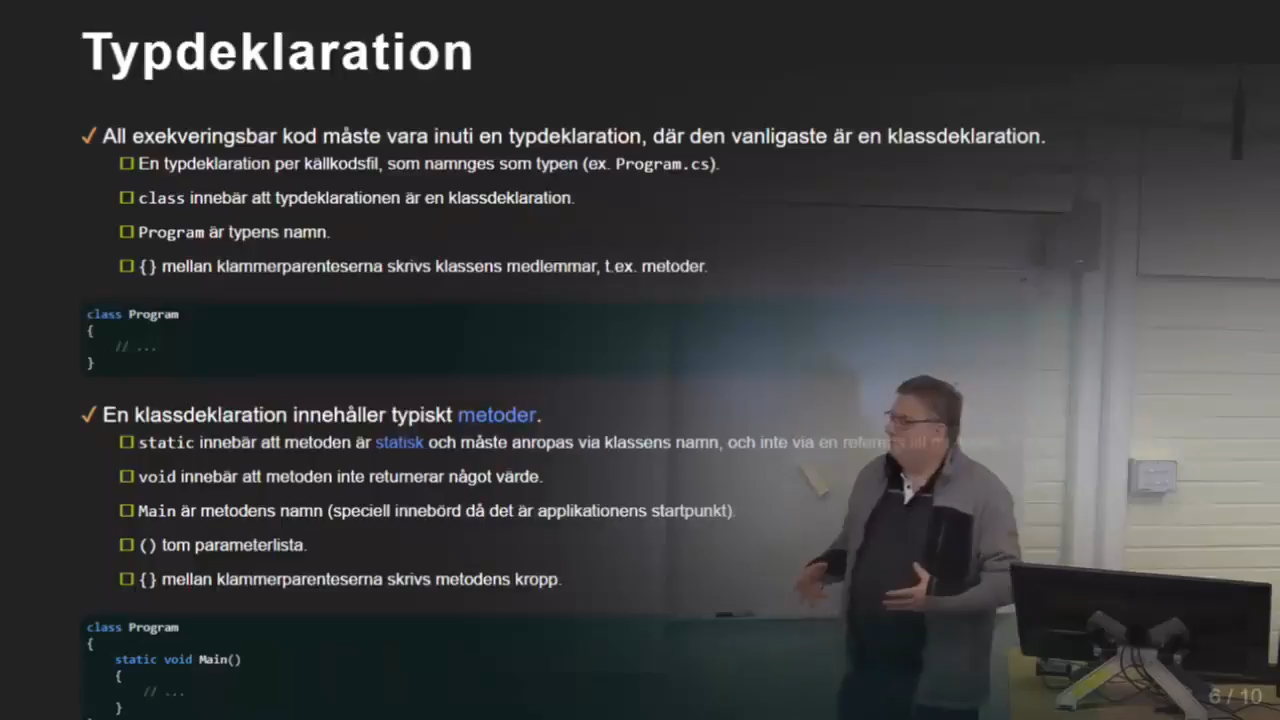 Typdeklaration
✓ All exekveringsbar kod måste vara inuti en typdeklaration, där den vanligaste är en klassdeklaration.
En typdeklaration per källkodsfil, som namnges som typen (ex. Program.cs).
class innebär att typdeklarationen är en klassdeklaration.
Program är typens namn.
{} mellan klammerparenteserna skrivs klassens medlemmar, t.ex. metoder.
class Program
{
// ...
}
✓ En klassdeklaration innehåller typiskt metoder.
static innebär att metoden är statisk och måste anropas via klassens namn, och inte via en referens till
void innebär att metoden inte returnerar något värde.
Main är metodens namn (speciell innebörd då det är applikationens startpunkt).
() tom parameterlista.
{} mellan klammerparenteserna skrivs metodens kropp.
class Program
{
static void Main()
{
// ...
}
6 / 10